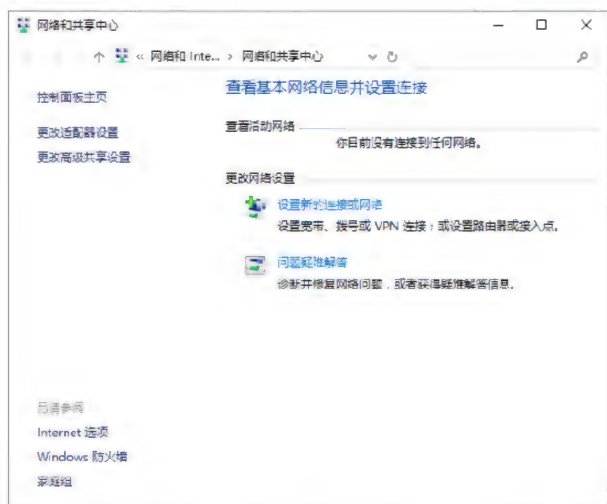 网络和共享中心
« 网络和 Inte... › 网络和共享中心
控制面板主页
更改适配器设置
更改高级共享设置
查看基本网络信息并设置连接
查看活动网络
你目前没有连接到任何网络。
更改网络设置
设置新的连接或网络
设置宽带、拨号或 VPN 连接；或设置路由器或接入点。
问题疑难解答
诊断并修复网络问题，或者获得疑难解答信息。
另请参阅
Internet 选项
Windows 防火墙
家庭组